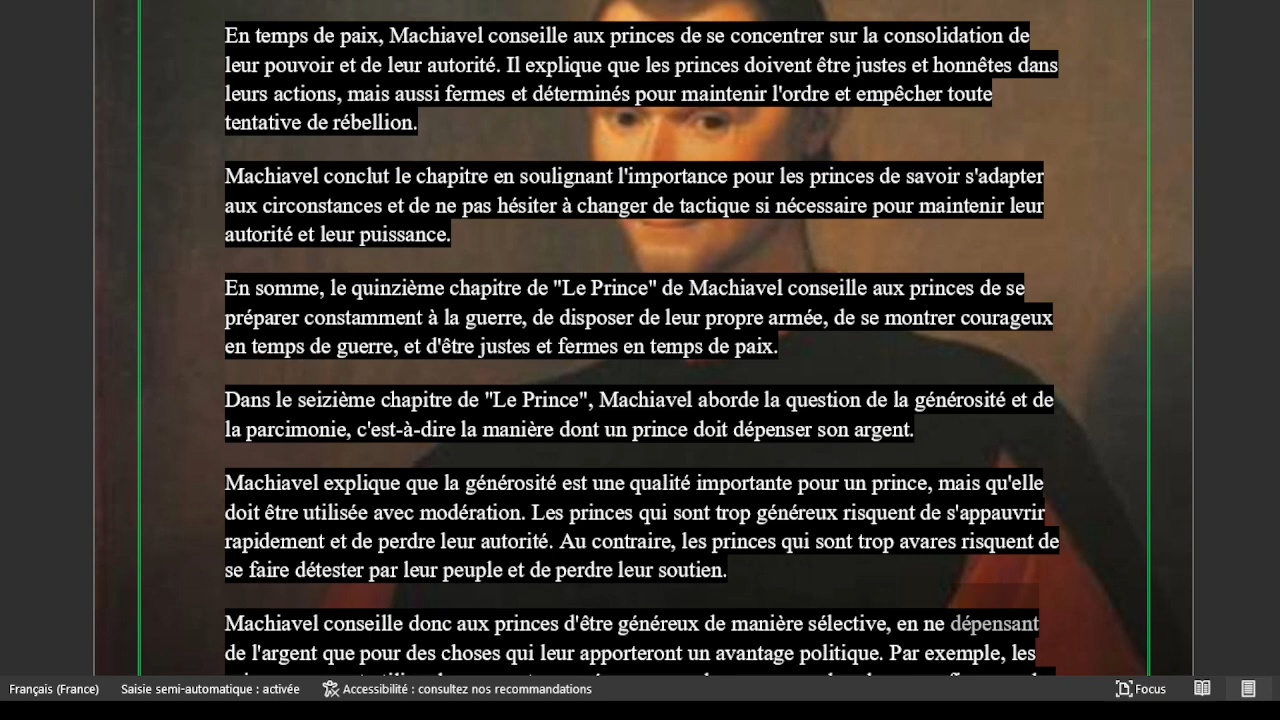 En temps de paix, Machiavel conseille aux princes de se concentrer sur la consolidation de
leur pouvoir et de leur autorité. Il explique que les princes doivent être justes et honnêtes dans
leurs actions, mais aussi fermes et déterminés pour maintenir l'ordre et empêcher toute
tentative de rébellion.
Machiavel conclut le chapitre en soulignant l'importance pour les princes de savoir s'adapter
aux circonstances et de ne pas hésiter à changer de tactique si nécessaire pour maintenir leur
autorité et leur puissance.
En somme, le quinzième chapitre de "Le Prince" de Machiavel conseille aux princes de se
préparer constamment à la guerre, de disposer de leur propre armée, de se montrer courageux
en temps de guerre, et d'être justes et fermes en temps de paix.
Dans le seizième chapitre de "Le Prince", Machiavel aborde la question de la générosité et de
la parcimonie, c'est-à-dire la manière dont un prince doit dépenser son argent.
Machiavel explique que la générosité est une qualité importante pour un prince, mais qu'elle
doit être utilisée avec modération. Les princes qui sont trop généreux risquent de s'appauvrir
rapidement et de perdre leur autorité. Au contraire, les princes qui sont trop avares risquent de
se faire détester par leur peuple et de perdre leur soutien.
Machiavel conseille donc aux princes d'être généreux de manière sélective, en ne dépensant
de l'argent que pour des choses qui leur apporteront un avantage politique. Par exemple, les
Français (France) Saisie semi-automatique : activée Accessibilité : consultez nos recommandations Focus